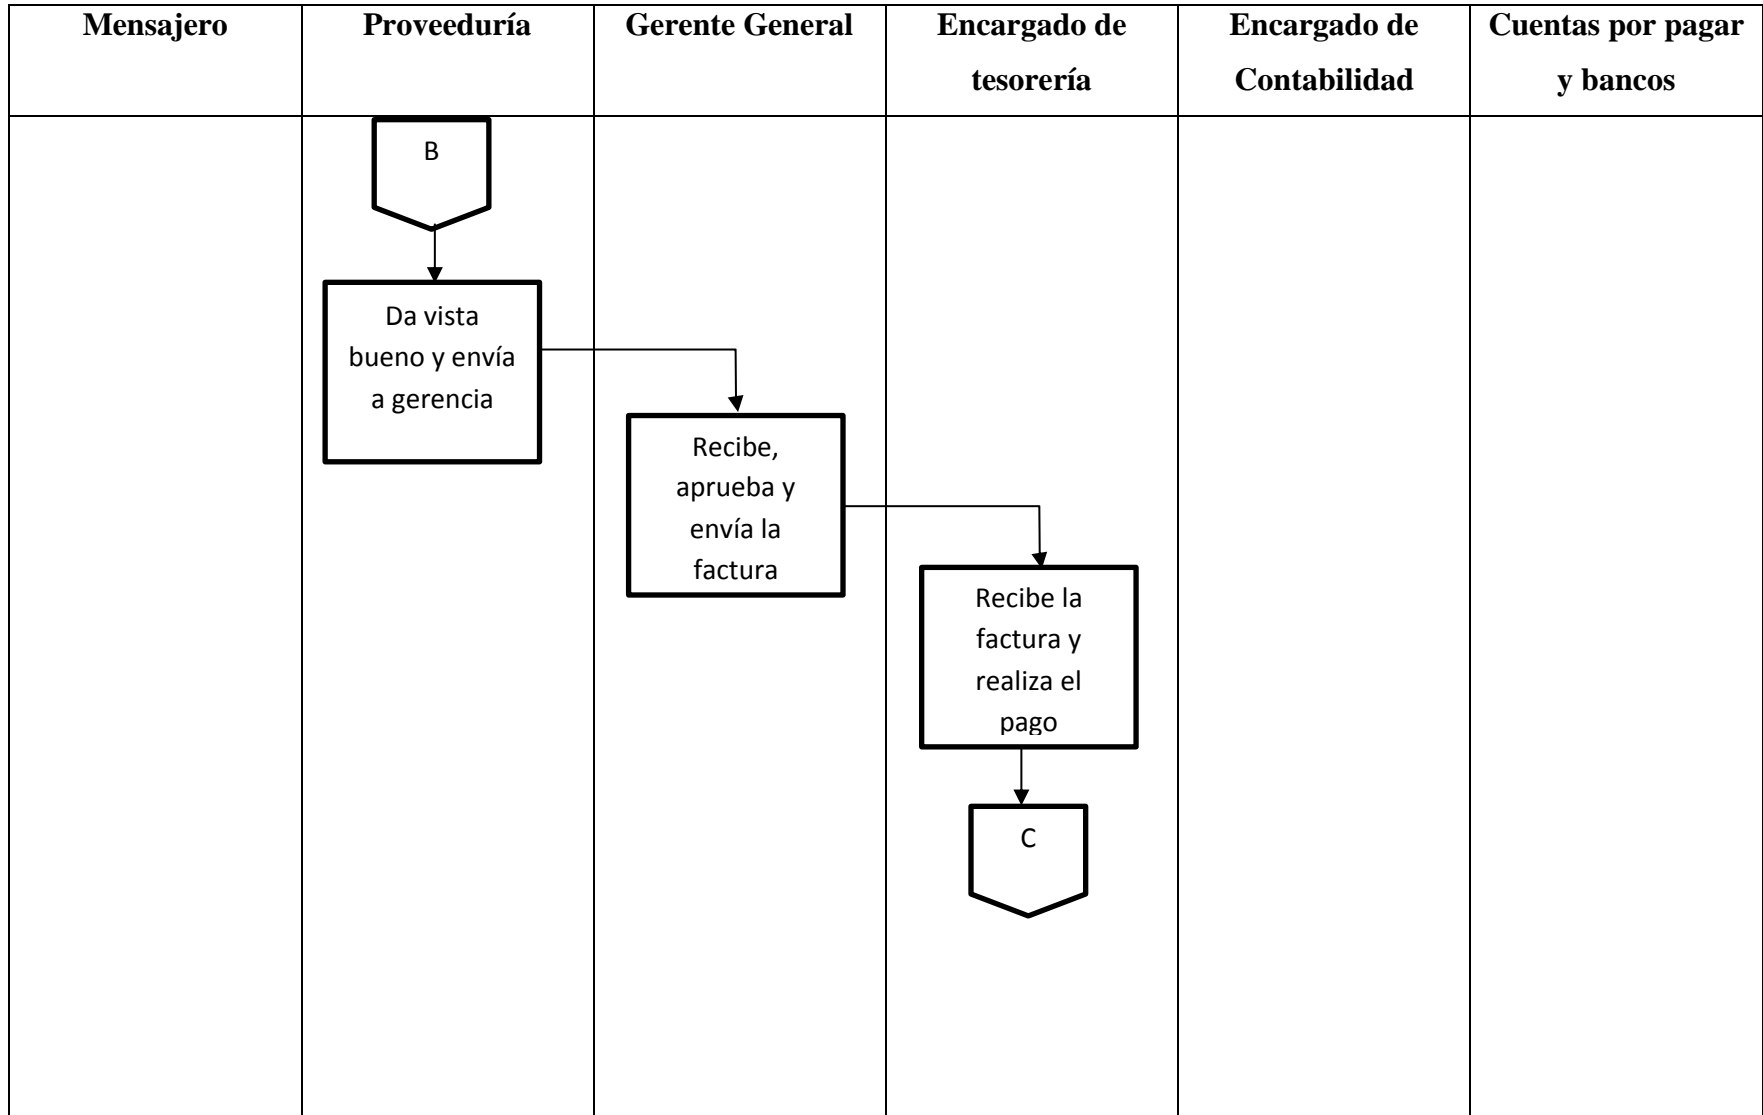 Mensajero
Proveeduría
Gerente General
Encargado de
tesorería
Encargado de
Contabilidad
Cuentas por pagar
y bancos
B
Da vista
bueno y envía
a gerencia
Recibe,
aprueba y
envía la
factura
Recibe la
factura y
realiza el
pago
C